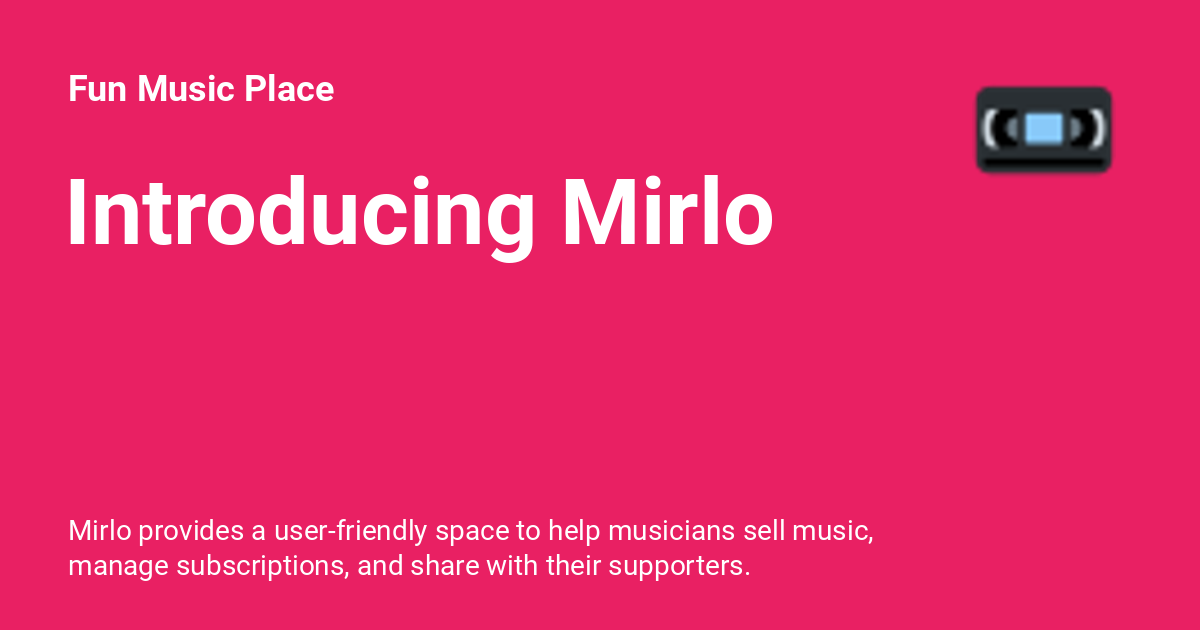 Fun Music Place
Introducing Mirlo
Mirlo provides a user-friendly space to help musicians sell music,
manage subscriptions, and share with their supporters.